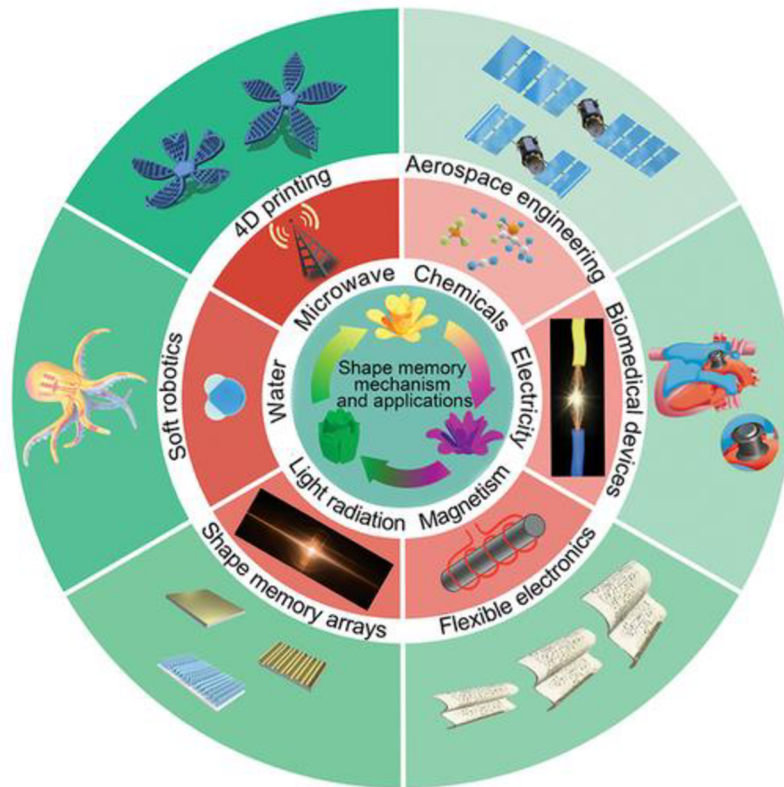 4D printing
Aerospace engineering
Microwave
Chemicals
Soft robotics
Water
Shape memory
mechanism
and applications
Electricity
Biomedical devices
Light radiation
Magnetism
Shape memory arrays
Flexible electronics